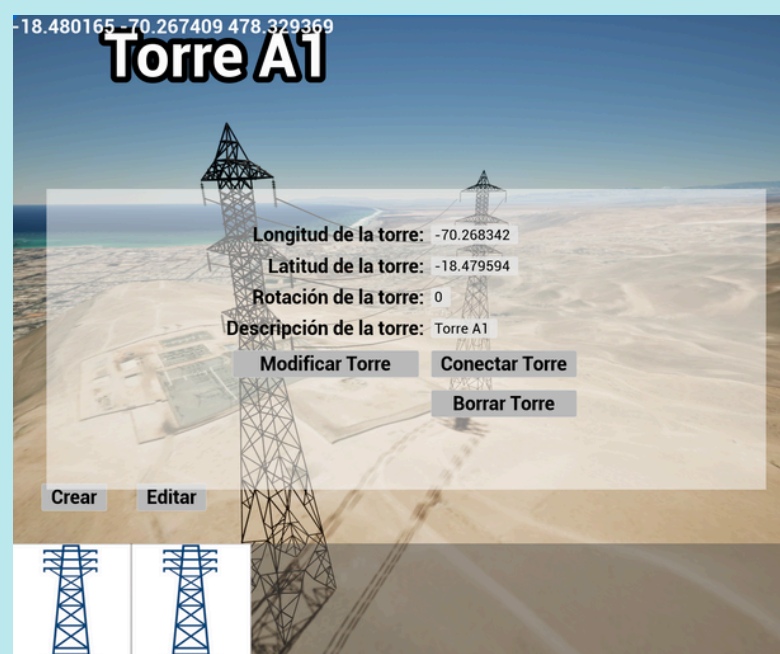 -18.480165 -70.267409 478.329369
Torre A1
Longitud de la torre: -70.268342
Latitud de la torre: -18.479594
Rotación de la torre: 0
Descripción de la torre: Torre A1
Modificar Torre Conectar Torre
Borrar Torre
Crear Editar